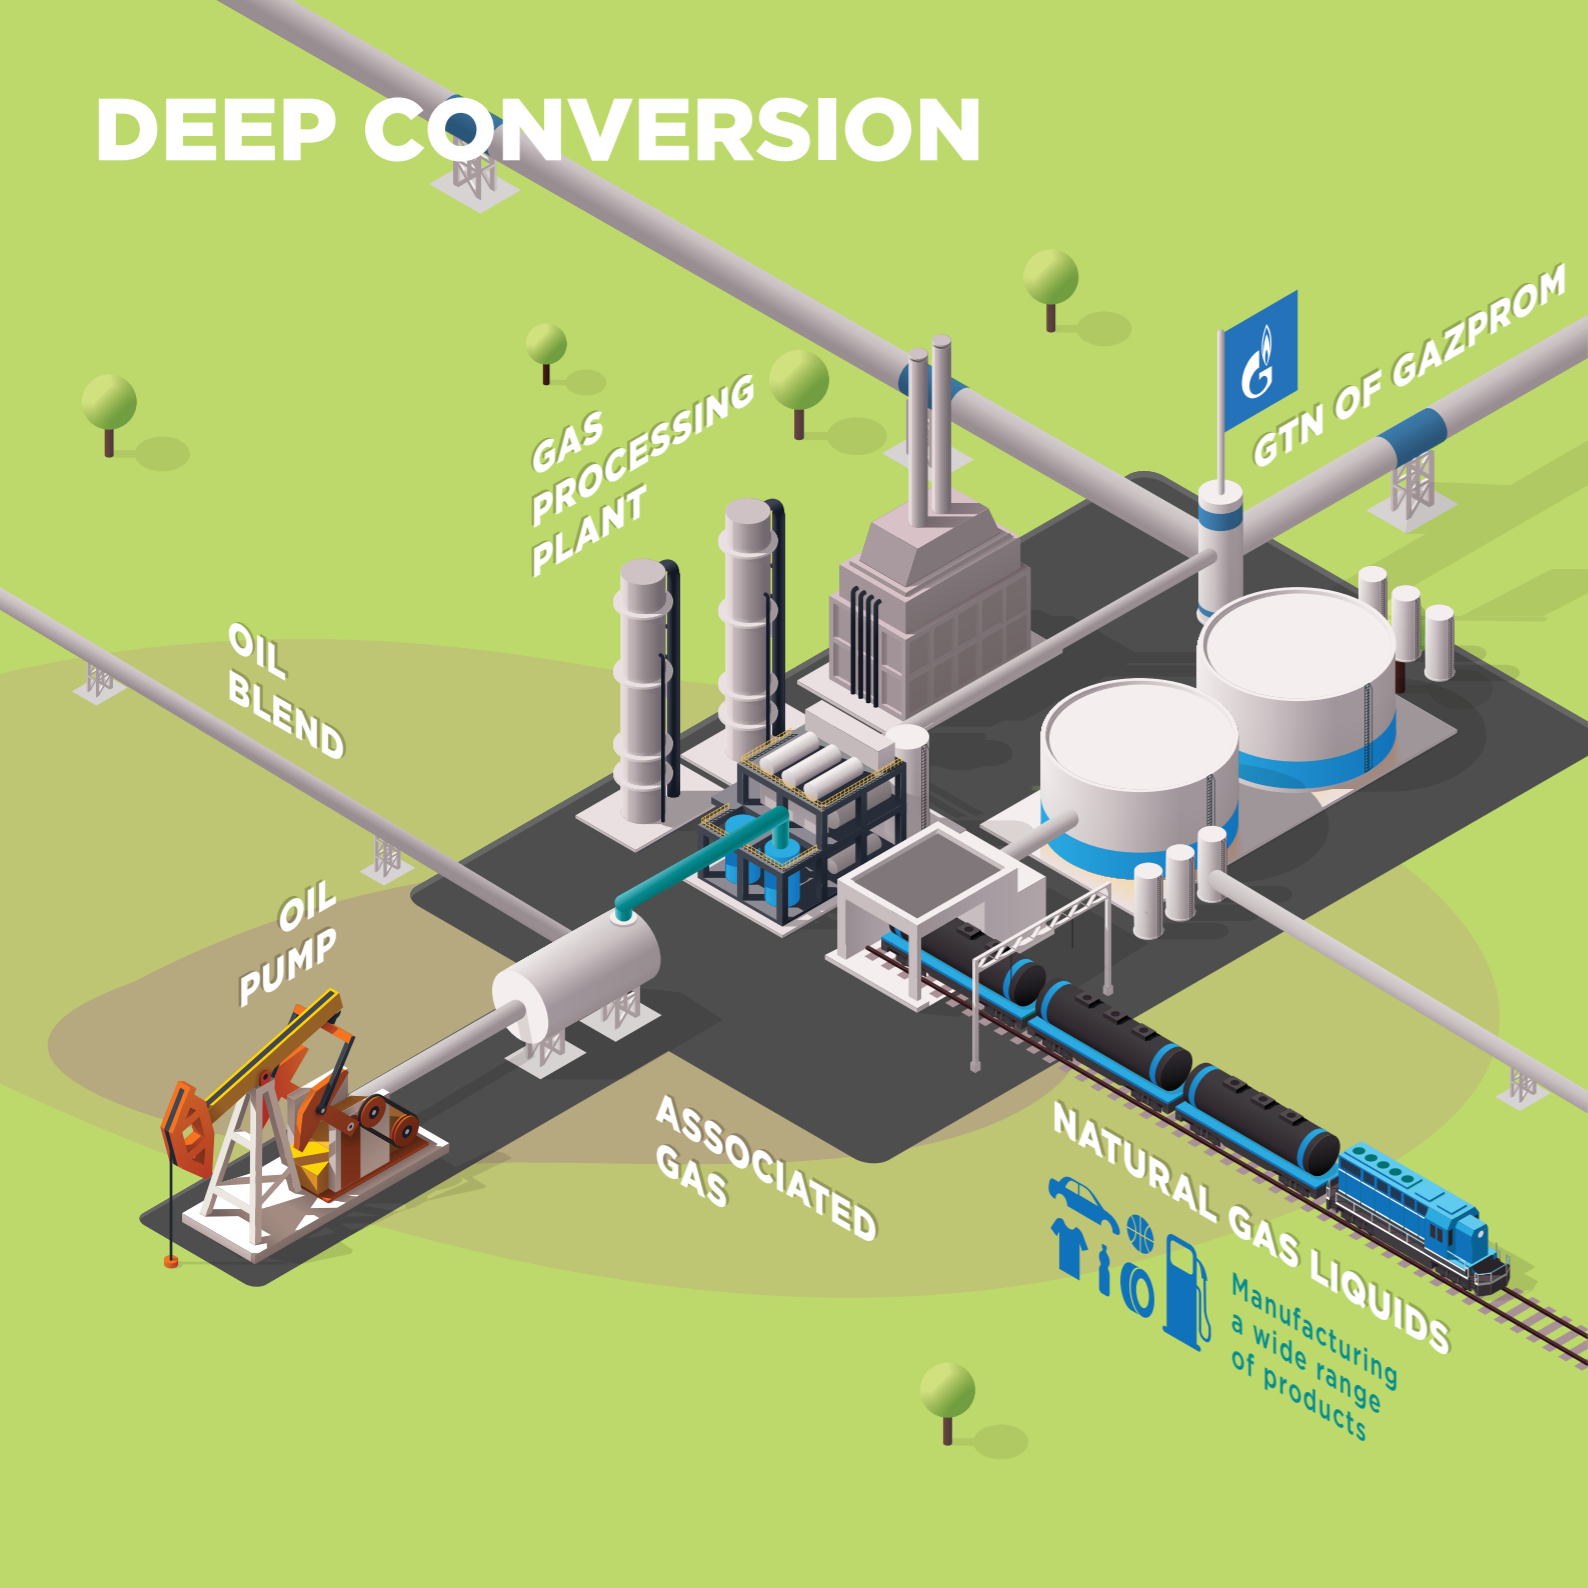 DEEP CONVERSION
GTN OF GAZPROM
GAS
PROCESSING
PLANT
OIL
BLEND
OIL
PUMP
ASSOCIATED
GAS
NATURAL GAS LIQUIDS
Manufacturing
a wide range
of products